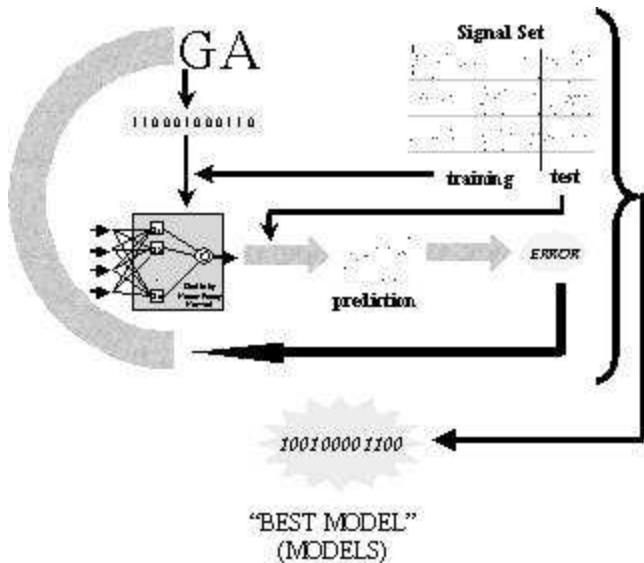 GA
Signal Set
110001000110
training test
prediction
ERROR
100100001100
"BEST MODEL"
(MODELS)